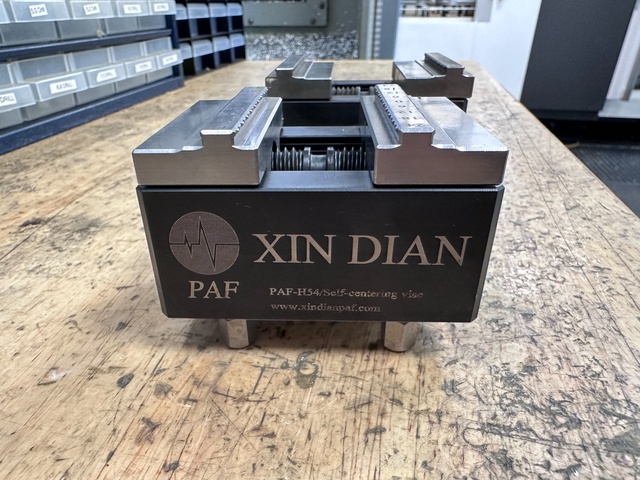 XIN DIAN
PAF
PAF-H54/Self-centering vise
www.xindianpaf.com